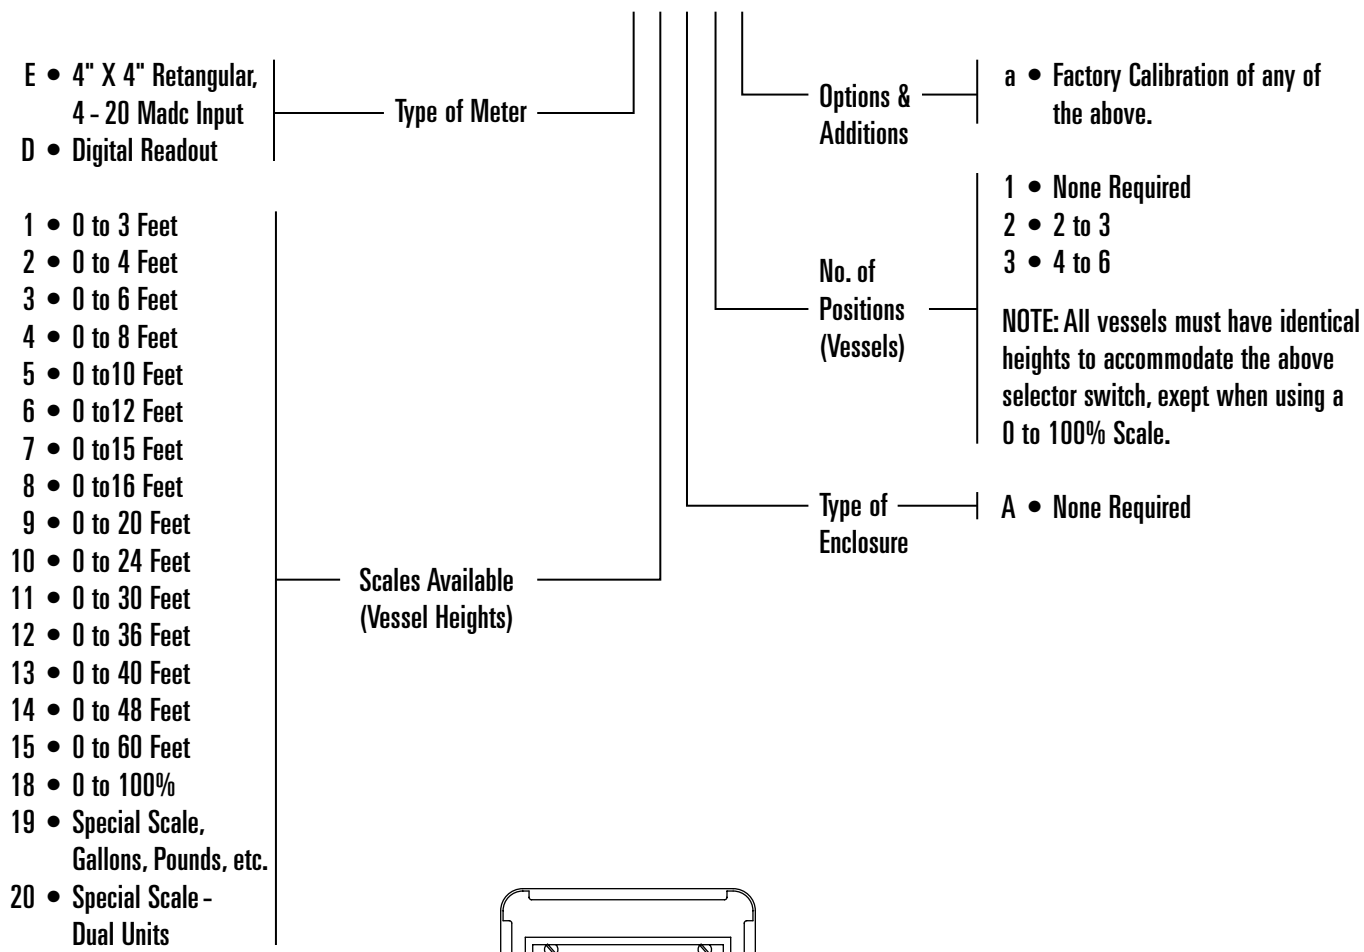 E • 4" X 4" Retangular,
4 - 20 Madc Input
D • Digital Readout
Type of Meter
1 • 0 to 3 Feet
2 • 0 to 4 Feet
3 • 0 to 6 Feet
4 • 0 to 8 Feet
5 • 0 to10 Feet
6 • 0 to12 Feet
7 • 0 to15 Feet
8 • 0 to16 Feet
9 • 0 to 20 Feet
10 • 0 to 24 Feet
11 • 0 to 30 Feet
12 • 0 to 36 Feet
13 • 0 to 40 Feet
14 • 0 to 48 Feet
15 • 0 to 60 Feet
18 • 0 to 100%
19 • Special Scale,
Gallons, Pounds, etc.
20 • Special Scale -
Dual Units
Scales Available
(Vessel Heights)
Options &
Additions
a • Factory Calibration of any of
the above.
No. of
Positions
(Vessels)
1 • None Required
2 • 2 to 3
3 • 4 to 6
NOTE: All vessels must have identical
heights to accommodate the above
selector switch, exept when using a
0 to 100% Scale.
Type of
Enclosure
A • None Required